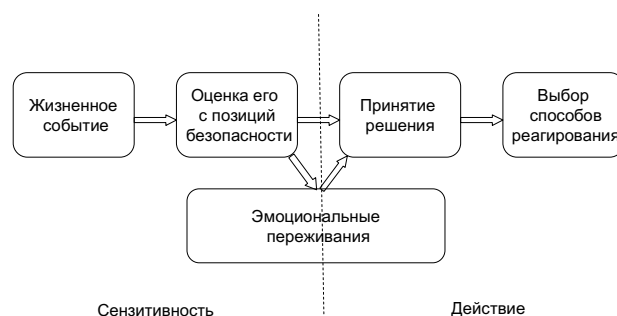 Жизненное
событие
Оценка его
с позиций
безопасности
Принятие
решения
Выбор
способов
реагирования
Эмоциональные
переживания
Сензитивность
Действие